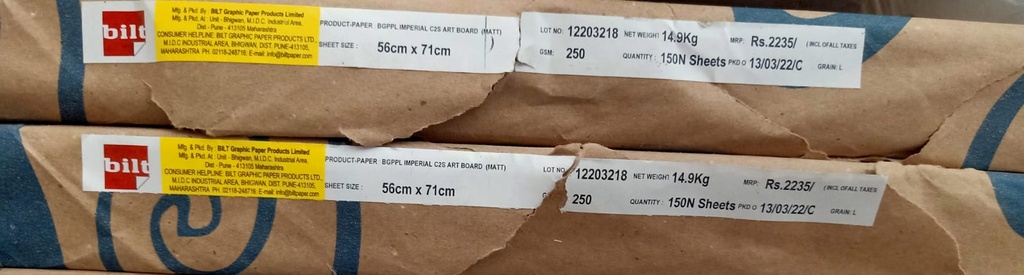 bilt
Mfg. & Pkd. By : BILT Graphic Paper Products Limited
Mfg. & Pkd. At : Unit - Bhigwan, M.I.D.C. Industrial Area,
Dist - Pune - 413105 Maharashtra
CONSUMER HELPLINE: BILT GRAPHIC PAPER PRODUCTS LTD.,
M.I.D.C INDUSTRIAL AREA, BHIGWAN, DIST. PUNE-413105,
MAHARASHTRA PH. 02118-248718; E-mail: info@biltpaper.com
PRODUCT-PAPER : BGPPL IMPERIAL C2S ART BOARD (MATT)
SHEET SIZE : 56cm x 71cm
LOT NO: 12203218 NET WEIGHT 14.9Kg MRP: Rs.2235/ (INCL OF ALL TAXES
GSM: 250 QUANTITY : 150N Sheets PKD O 13/03/22/C GRAIN: L
bilt
Mfg. & Pkd. By : BILT Graphic Paper Products Limited
Mfg. & Pkd. At : Unit - Bhigwan, M.I.D.C. Industrial Area,
Dist - Pune - 413105 Maharashtra
CONSUMER HELPLINE: BILT GRAPHIC PAPER PRODUCTS LTD.,
M.I.D.C INDUSTRIAL AREA, BHIGWAN, DIST. PUNE-413105,
MAHARASHTRA PH. 02118-248718; E-mail: info@biltpaper.com
PRODUCT-PAPER : BGPPL IMPERIAL C2S ART BOARD (MATT)
SHEET SIZE : 56cm x 71cm
LOT NO 12203218 NET WEIGHT 14.9Kg MRP: Rs.2235/ (INCL OF ALL TAXES
250 QUANTITY : 150N Sheets PKD O 13/03/22/C GRAIN: L